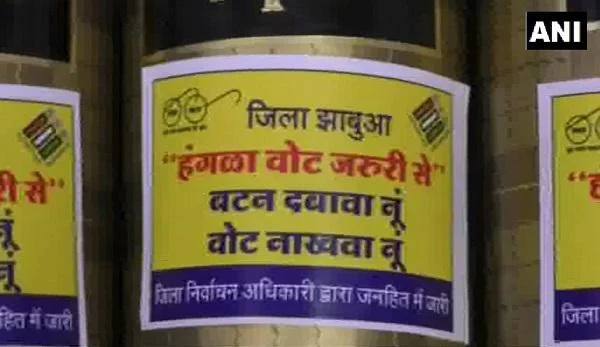 ANI
जिला झाबुआ
"हंगळा वोट जरुरी से"
बटन दबावा नूं
वोट नाखवा नूं
जिला निर्वाचन अधिकारी द्वारा जनहित में जारी
री से"
नूं
नूं
हित में जारी
"ह
जिला